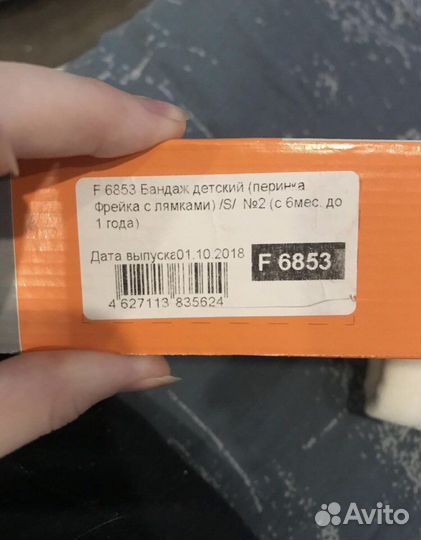 F 6853 Бандаж детский (перинка
Фрейка с лямками) /S/ №2 (с 6мес. до
1 года)
Дата выпуска01.10.2018
F 6853
4 627113 835624
Avito